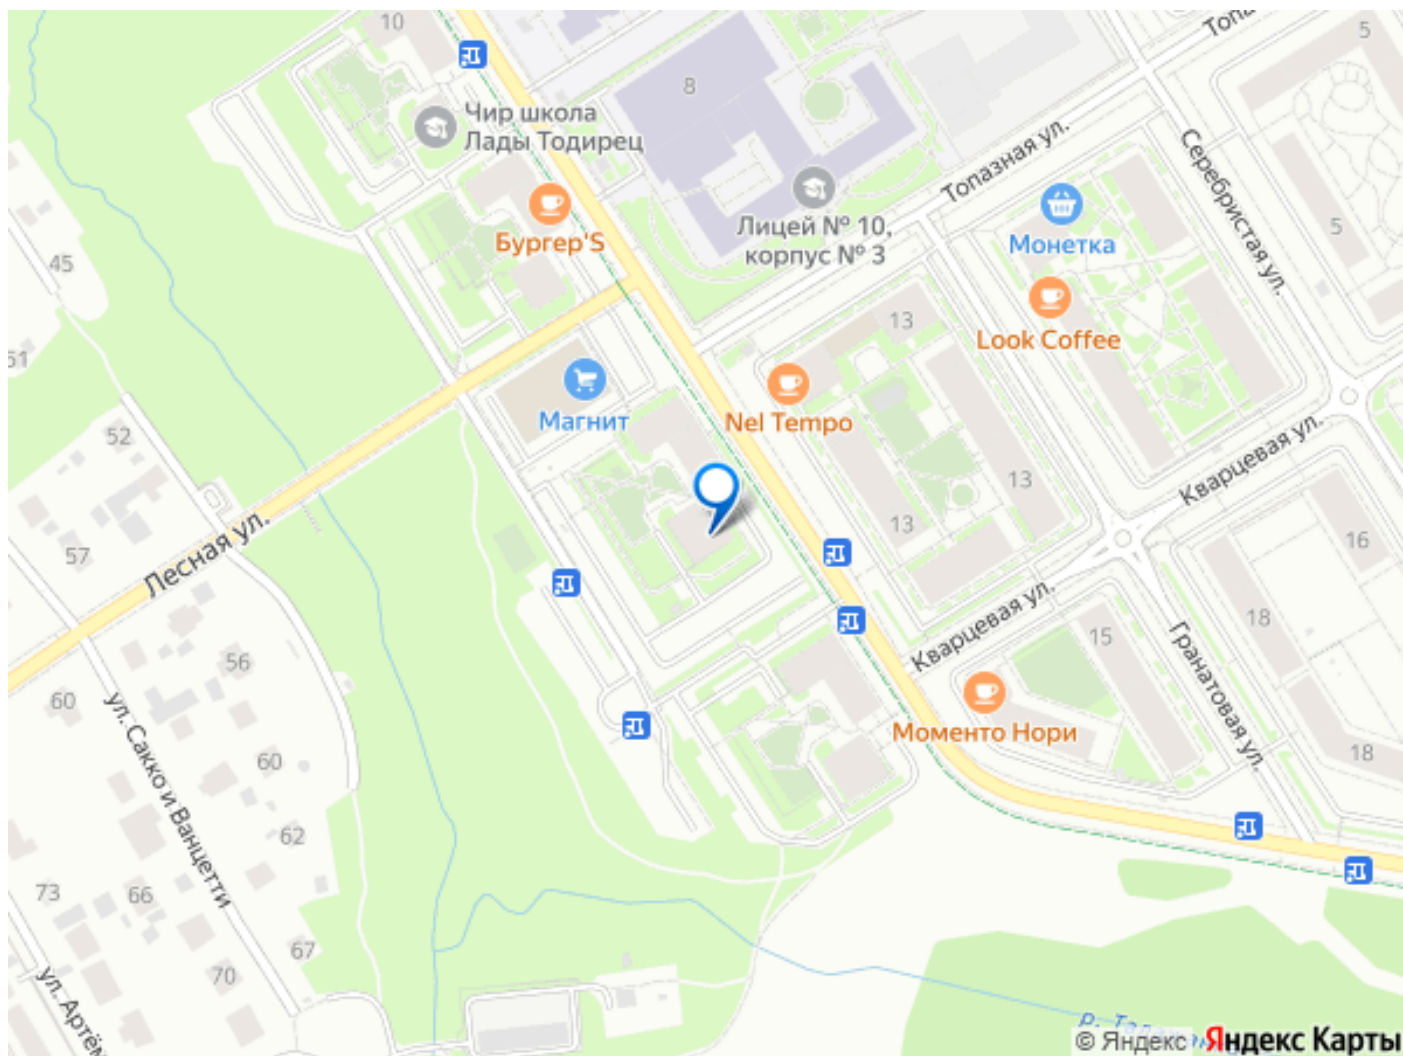 10
5
8
Чир школа
Лады Тодирец
Топазная ул.
Серебристая ул.
Лицей № 10,
корпус № 3
Монетка
Бургер'S
5
45
51
13
Look Coffee
Магнит
Nel Tempo
52
13
Кварцевая ул.
13
16
57
Лесная ул.
Кварцевая ул.
18
15
56
60
ул. Сакко и Ванцетти
Гранатовая ул.
Моменто Нори
60
18
62
73
66
67
70
© Яндекс Яндекс Карты